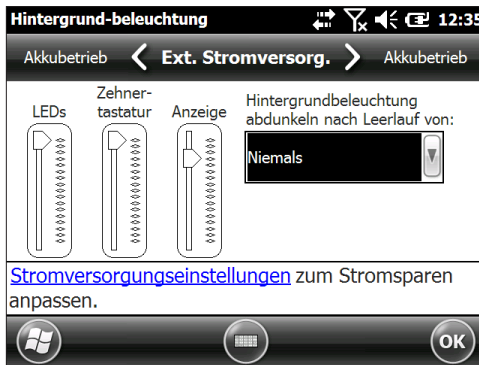 Hintergrund-beleuchtung 12:35
Akkubetrieb Ext. Stromversorg. Akkubetrieb
LEDs
Zehner-
tastatur
Anzeige
Hintergrundbeleuchtung
abdunkeln nach Leerlauf von:
Niemals
Stromversorgungseinstellungen zum Stromsparen
anpassen.
OK